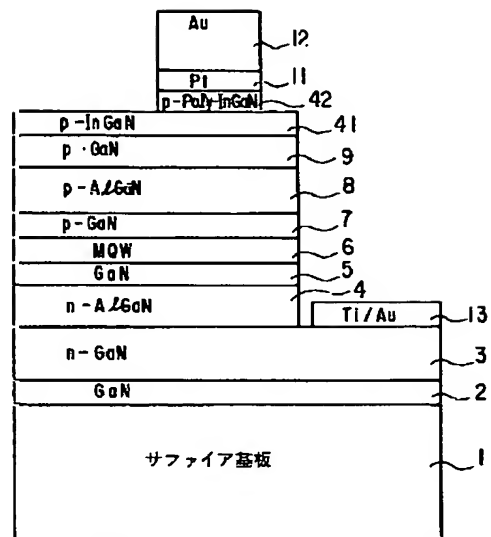 Au
12
Pt
11
p-Poly-InGaN
42
p-InGaN
41
p-GaN
9
p-AlGaN
8
p-GaN
7
MQW
6
GaN
5
n-AlGaN
4
Ti/Au
13
n-GaN
3
GaN
2
サファイア基板
1